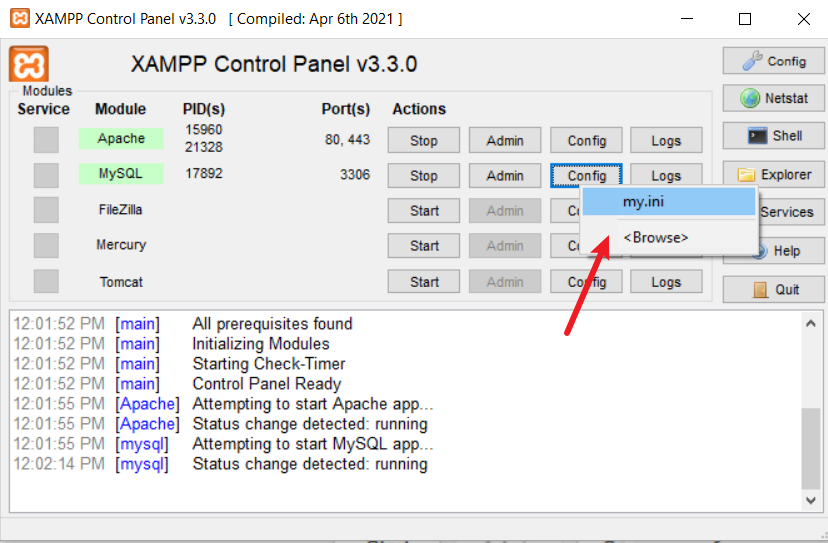 XAMPP Control Panel v3.3.0 [ Compiled: Apr 6th 2021 ]
XAMPP Control Panel v3.3.0
Config
Modules
Service Module PID(s) Port(s) Actions
Netstat
Apache 15960 21328 80, 443 Stop Admin Config Logs
Shell
MySQL 17892 3306 Stop Admin Config Logs
Explorer
my.ini
FileZilla Start Admin
Services
<Browse>
Mercury Start Admin
Help
Tomcat Start Admin Config Logs
Quit
12:01:52 PM [main] All prerequisites found
12:01:52 PM [main] Initializing Modules
12:01:52 PM [main] Starting Check-Timer
12:01:52 PM [main] Control Panel Ready
12:01:55 PM [Apache] Attempting to start Apache app...
12:01:55 PM [Apache] Status change detected: running
12:01:55 PM [mysql] Attempting to start MySQL app...
12:02:14 PM [mysql] Status change detected: running